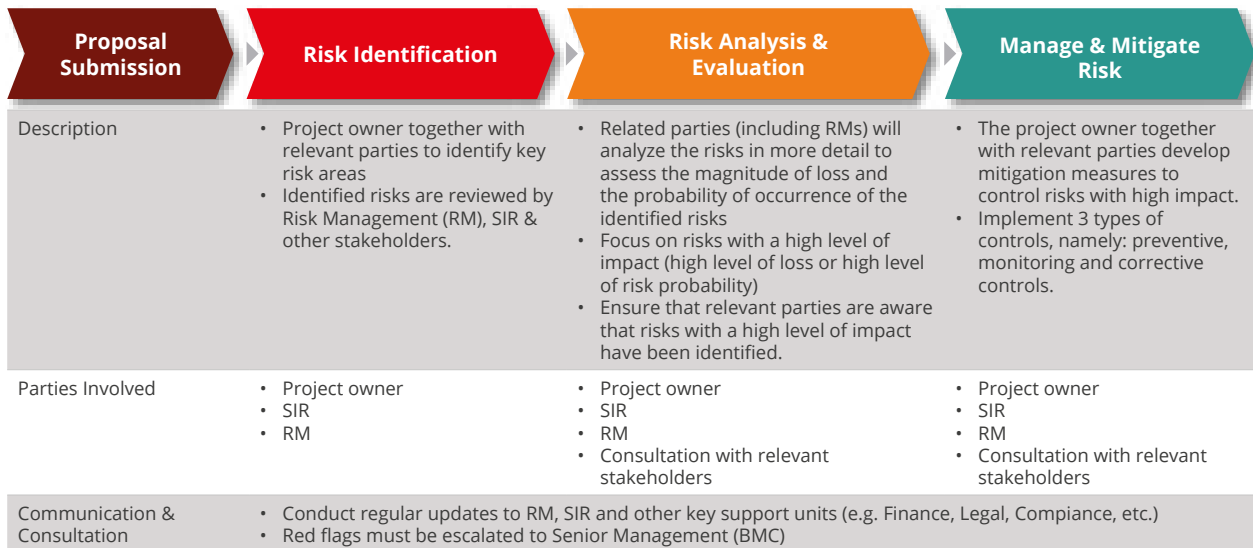 Proposal
Submission
Risk Identification
Risk Analysis &
Evaluation
Manage & Mitigate
Risk
Description
• Project owner together with
relevant parties to identify key
risk areas
• Identified risks are reviewed by
Risk Management (RM), SIR &
other stakeholders.
• Related parties (including RMs) will
analyze the risks in more detail to
assess the magnitude of loss and
the probability of occurrence of the
identified risks
• Focus on risks with a high level of
impact (high level of loss or high level
of risk probability)
• Ensure that relevant parties are aware
that risks with a high level of impact
have been identified.
• The project owner together
with relevant parties develop
mitigation measures to
control risks with high impact.
• Implement 3 types of
controls, namely: preventive,
monitoring and corrective
controls.
Parties Involved
• Project owner
• SIR
• RM
• Project owner
• SIR
• RM
• Consultation with relevant
stakeholders
• Project owner
• SIR
• RM
• Consultation with relevant
stakeholders
Communication &
Consultation
• Conduct regular updates to RM, SIR and other key support units (e.g. Finance, Legal, Compiance, etc.)
• Red flags must be escalated to Senior Management (BMC)